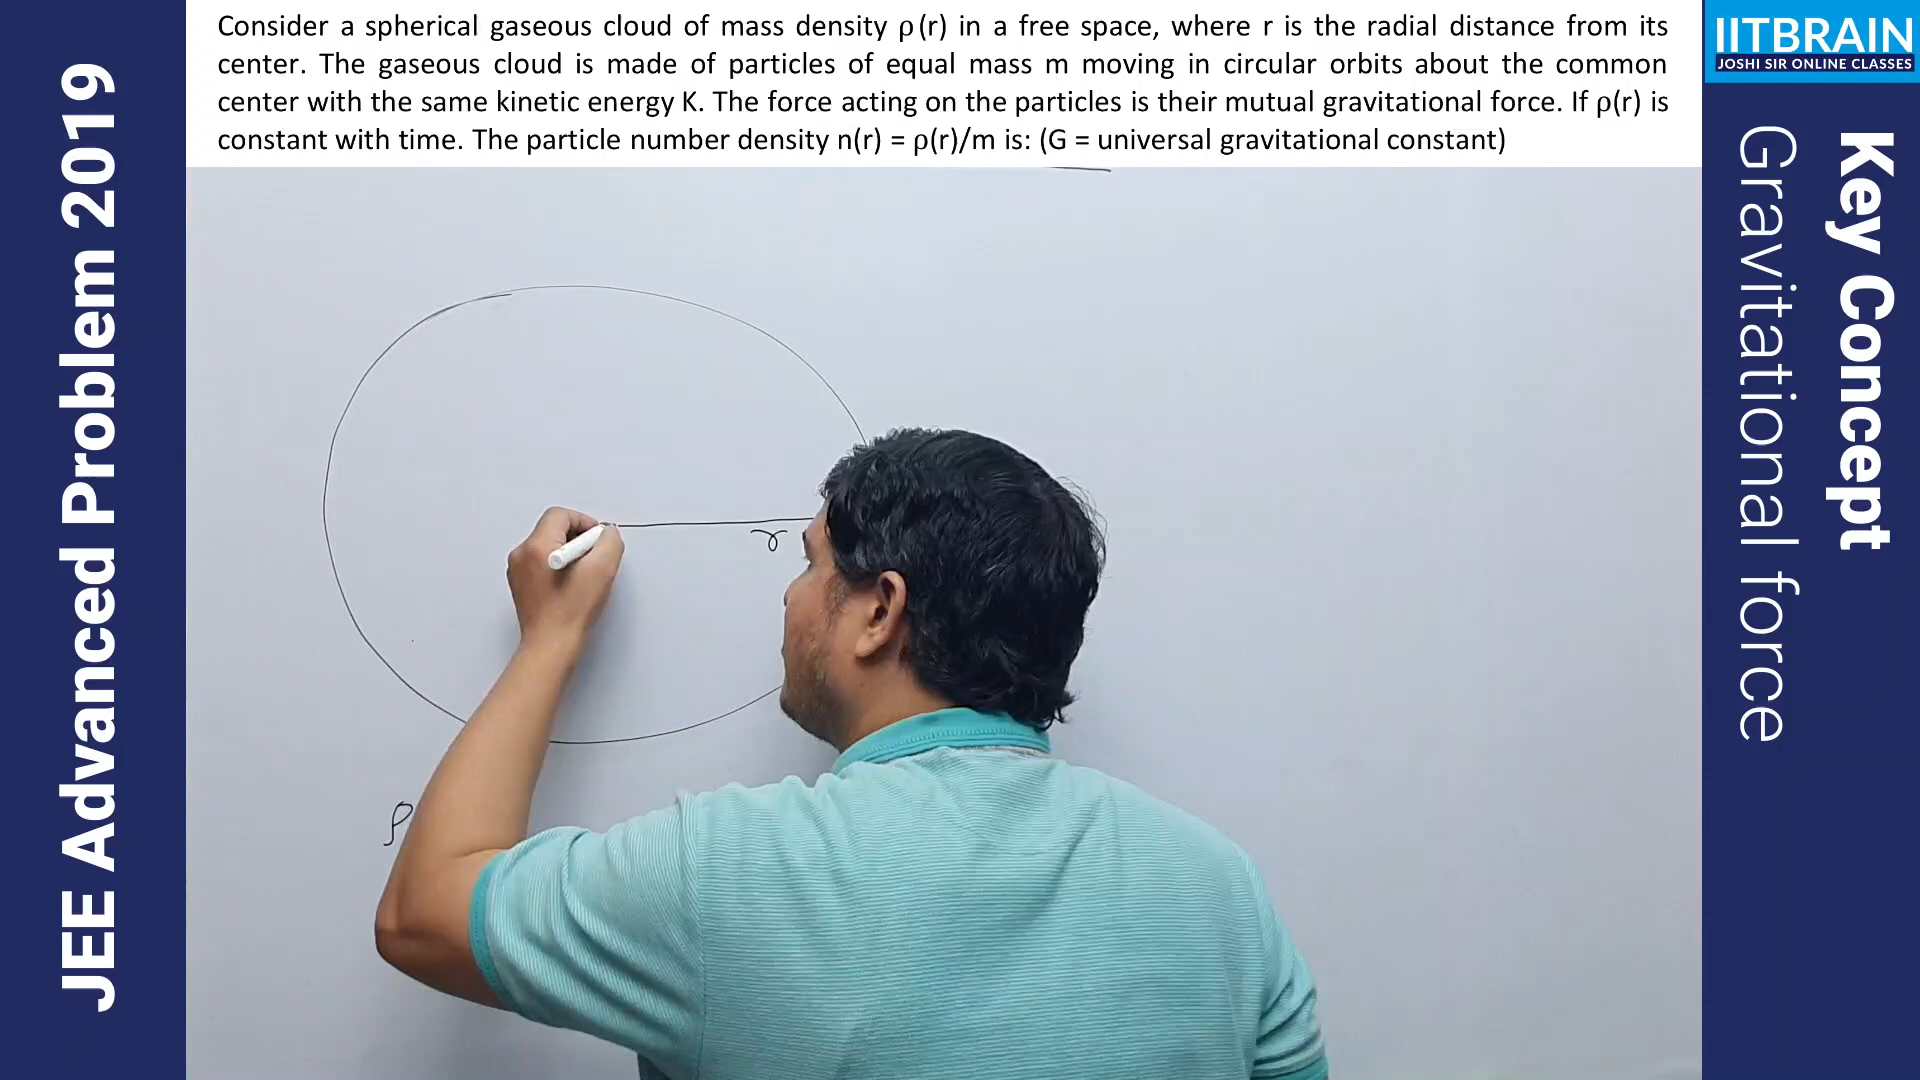 Consider a spherical gaseous cloud of mass density ρ(r) in a free space, where r is the radial distance from its
center. The gaseous cloud is made of particles of equal mass m moving in circular orbits about the common
center with the same kinetic energy K. The force acting on the particles is their mutual gravitational force. If ρ(r) is
constant with time. The particle number density n(r) = ρ(r)/m is: (G = universal gravitational constant)
IITBRAIN
JOSHI SIR ONLINE CLASSES
JEE Advanced Problem 2019
Key Concept
Gravitational force
r
ρ